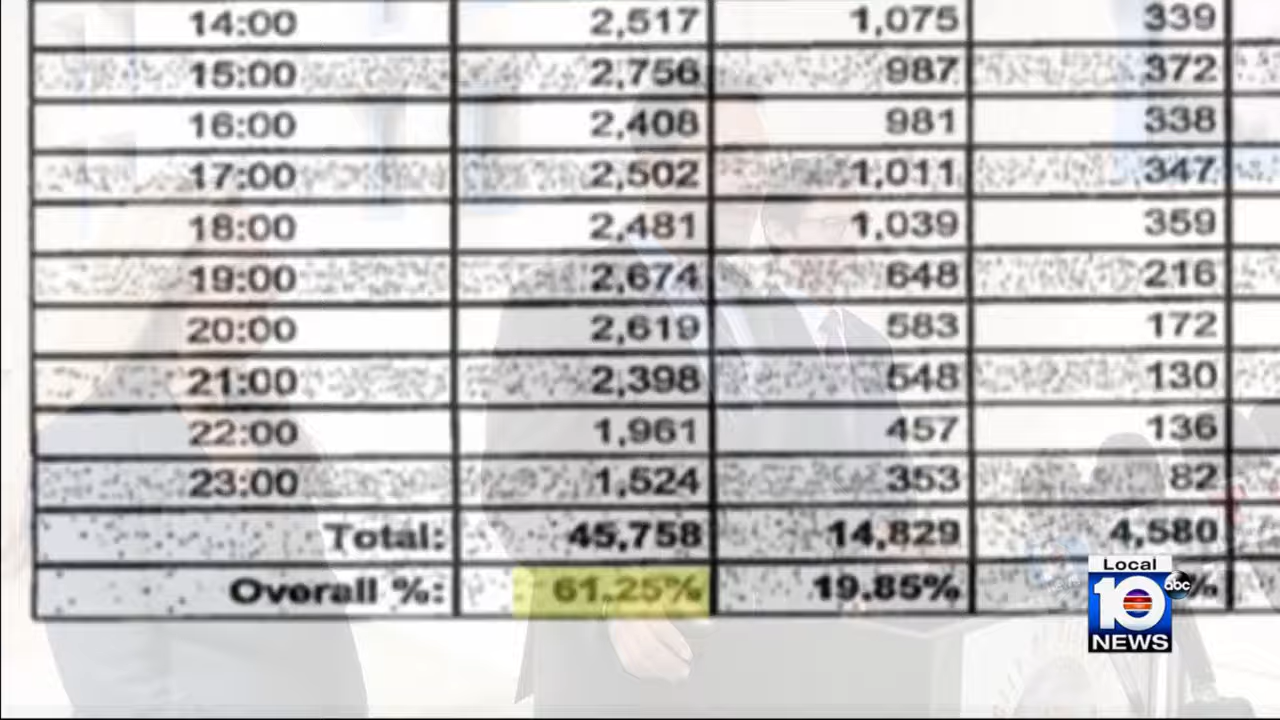 14:00 2,517 1,075 339
15:00 2,756 987 372
16:00 2,408 981 338
17:00 2,502 1,011 347
18:00 2,481 1,039 359
19:00 2,674 648 216
20:00 2,619 583 172
21:00 2,398 548 130
22:00 1,961 457 136
23:00 1,524 353 82
Total: 45,758 14,829 4,580
Overall %: 61.25% 19.85% %
Local
10 abc
NEWS